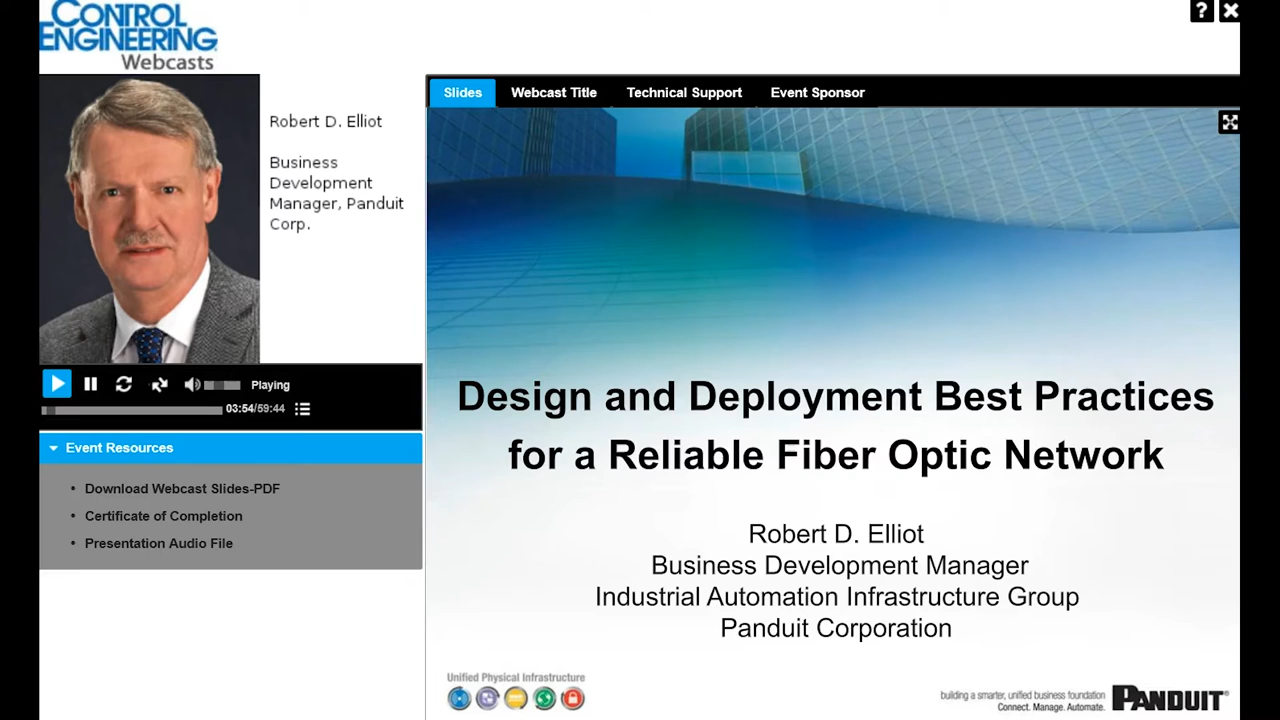 CONTROL
ENGINEERING
Webcasts
? X
Robert D. Elliot
Business
Development
Manager, Panduit
Corp.
Playing
03:54/59:44
Event Resources
• Download Webcast Slides-PDF
• Certificate of Completion
• Presentation Audio File
Slides Webcast Title Technical Support Event Sponsor
Design and Deployment Best Practices
for a Reliable Fiber Optic Network
Robert D. Elliot
Business Development Manager
Industrial Automation Infrastructure Group
Panduit Corporation
Unified Physical Infrastructure
building a smarter, unified business foundation
Connect. Manage. Automate.
PANDUIT